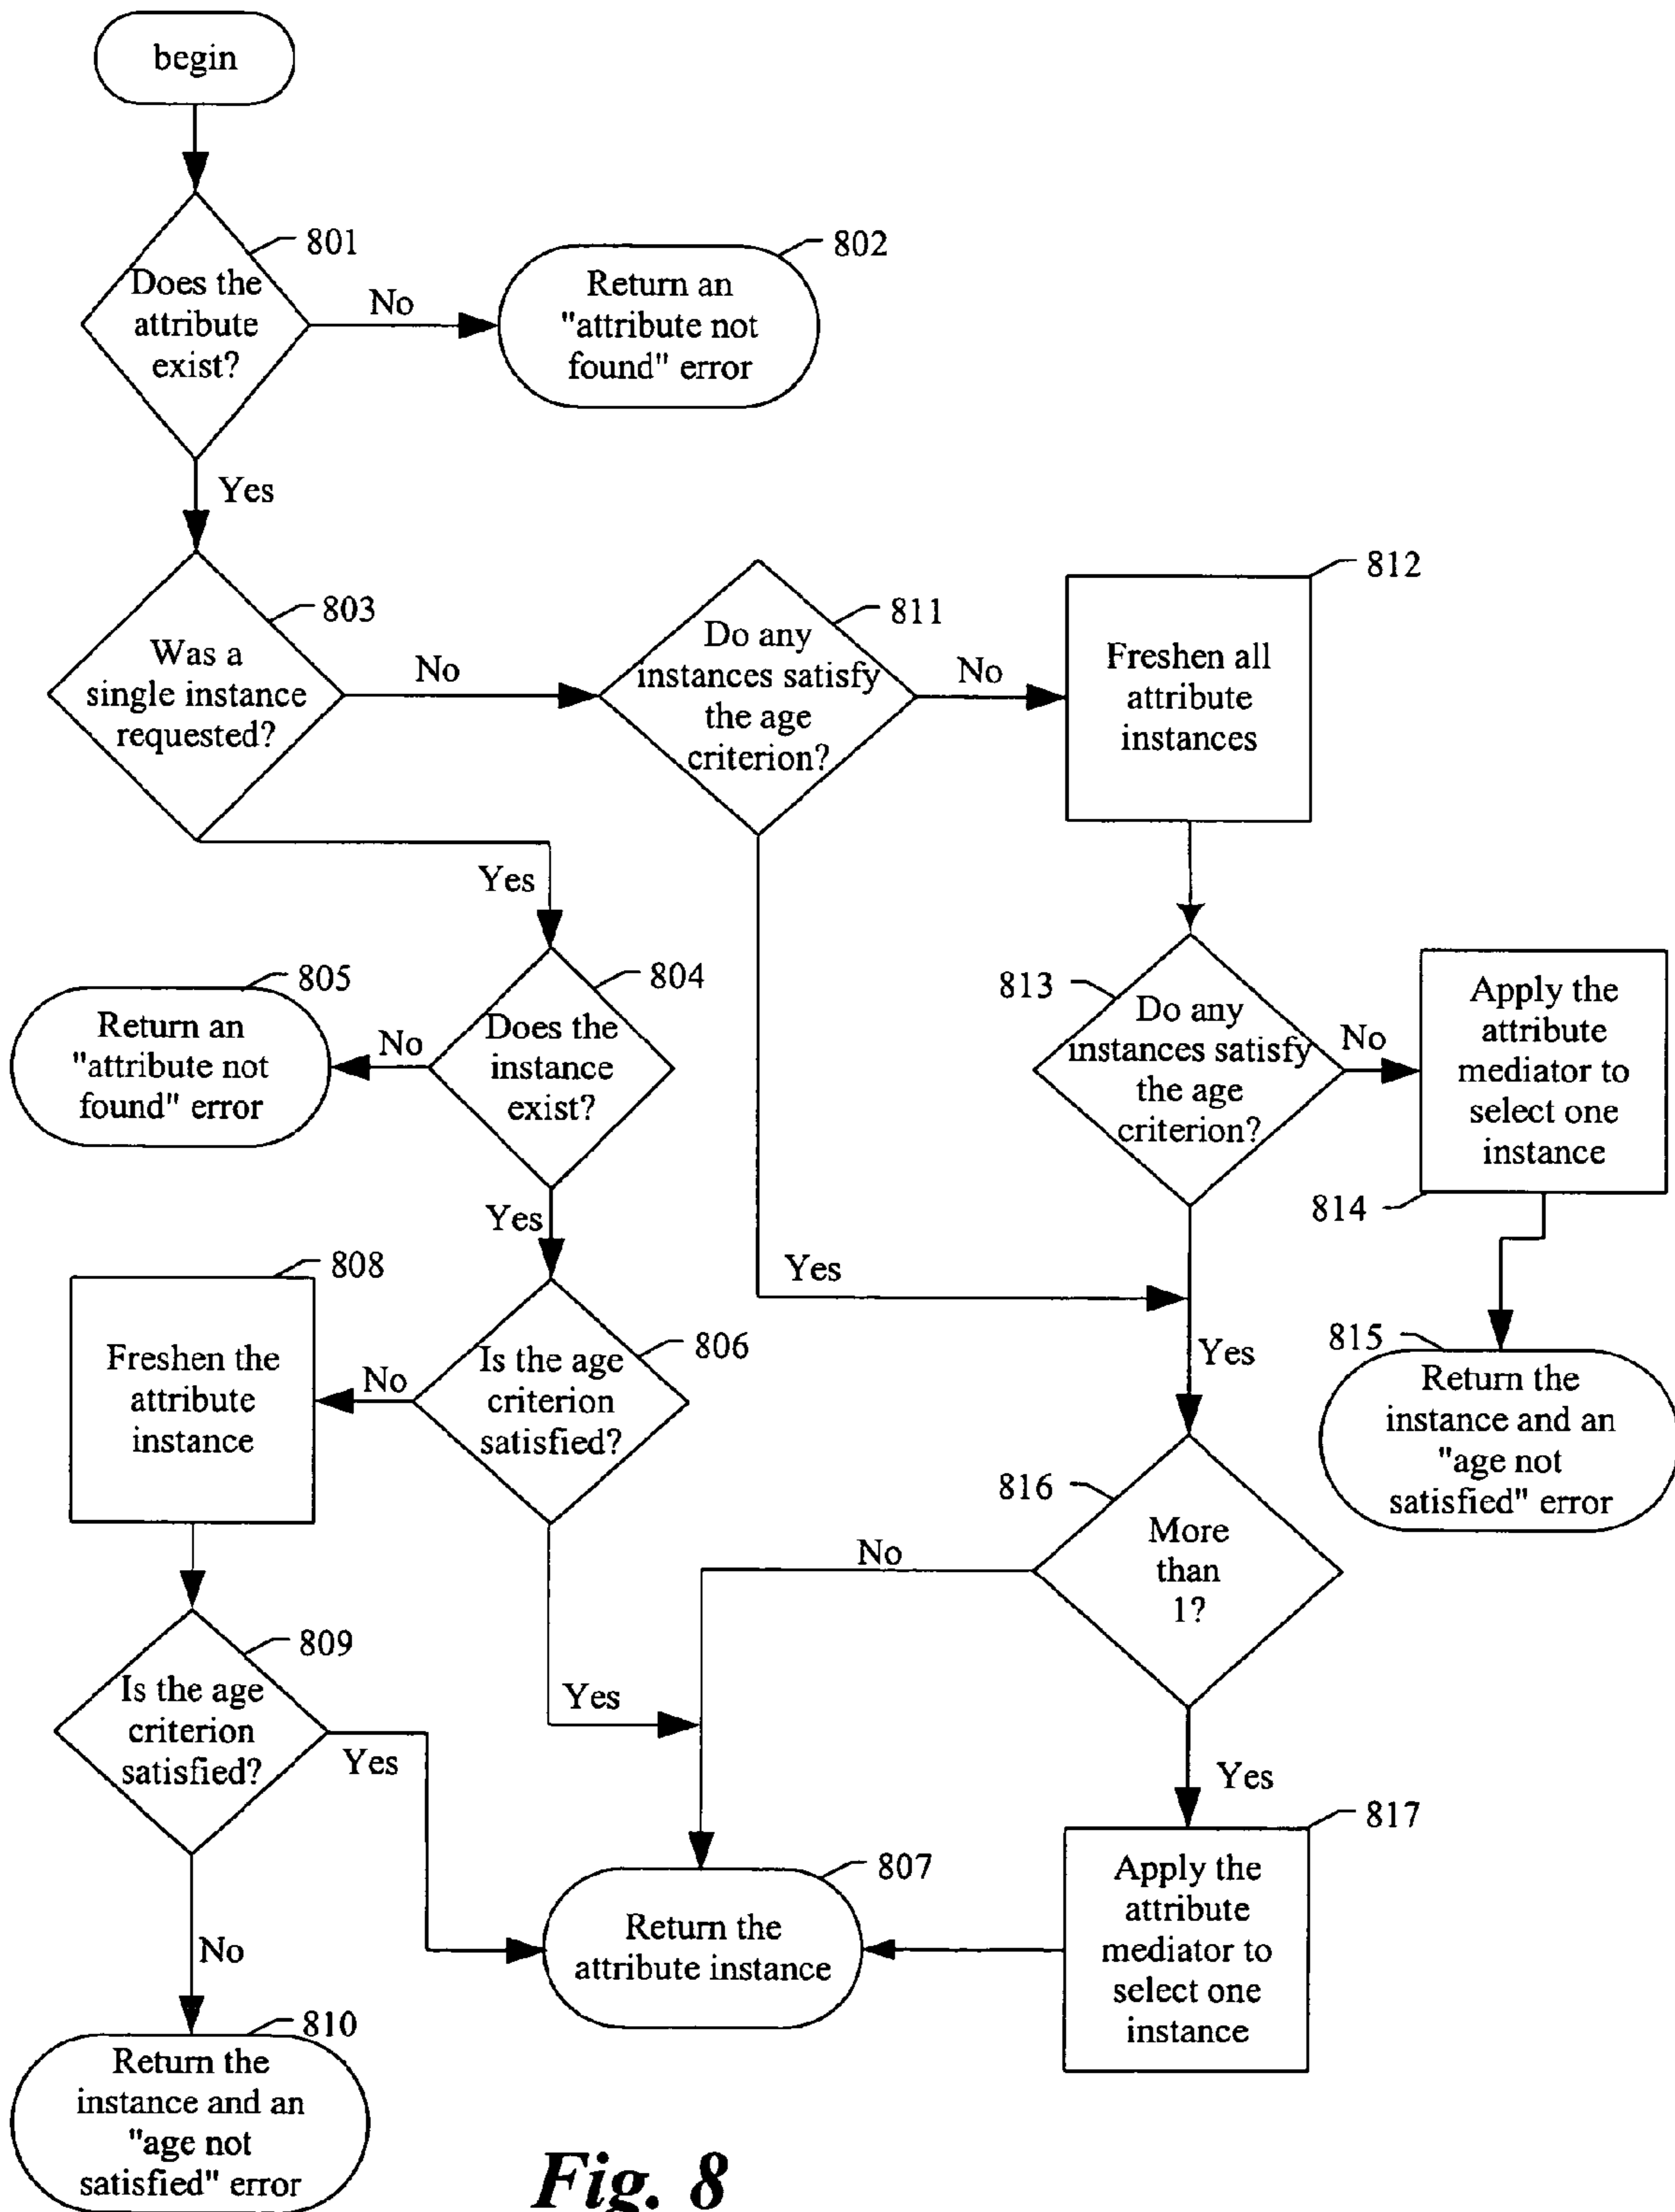 begin
801
Does the
attribute
exist?
No
802
Return an
"attribute not
found" error
Yes
803
Was a
single instance
requested?
No
811
Do any
instances satisfy
the age
criterion?
No
812
Freshen all
attribute
instances
Yes
805
Return an
"attribute not
found" error
No
804
Does the
instance
exist?
813
Do any
instances satisfy
the age
criterion?
No
Apply the
attribute
mediator to
select one
instance
814
Yes
Yes
808
Freshen the
attribute
instance
No
806
Is the age
criterion
satisfied?
Yes
815
Return the
instance and an
"age not
satisfied" error
816
More
than
1?
No
809
Is the age
criterion
satisfied?
Yes
Yes
Yes
817
Apply the
attribute
mediator to
select one
instance
807
Return the
attribute instance
No
810
Return the
instance and an
"age not
satisfied" error
Fig. 8